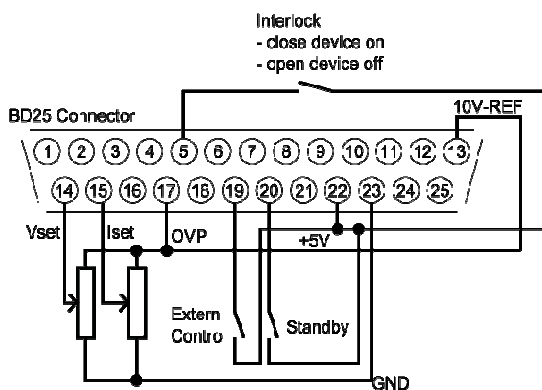 Interlock
- close device on
- open device off
BD25 Connector
10V-REF
1 2 3 4 5 6 7 8 9 10 11 12 13
14 15 16 17 18 19 20 21 22 23 24 25
Vset Iset OVP +5V
Extern
Contro
Standby
GND